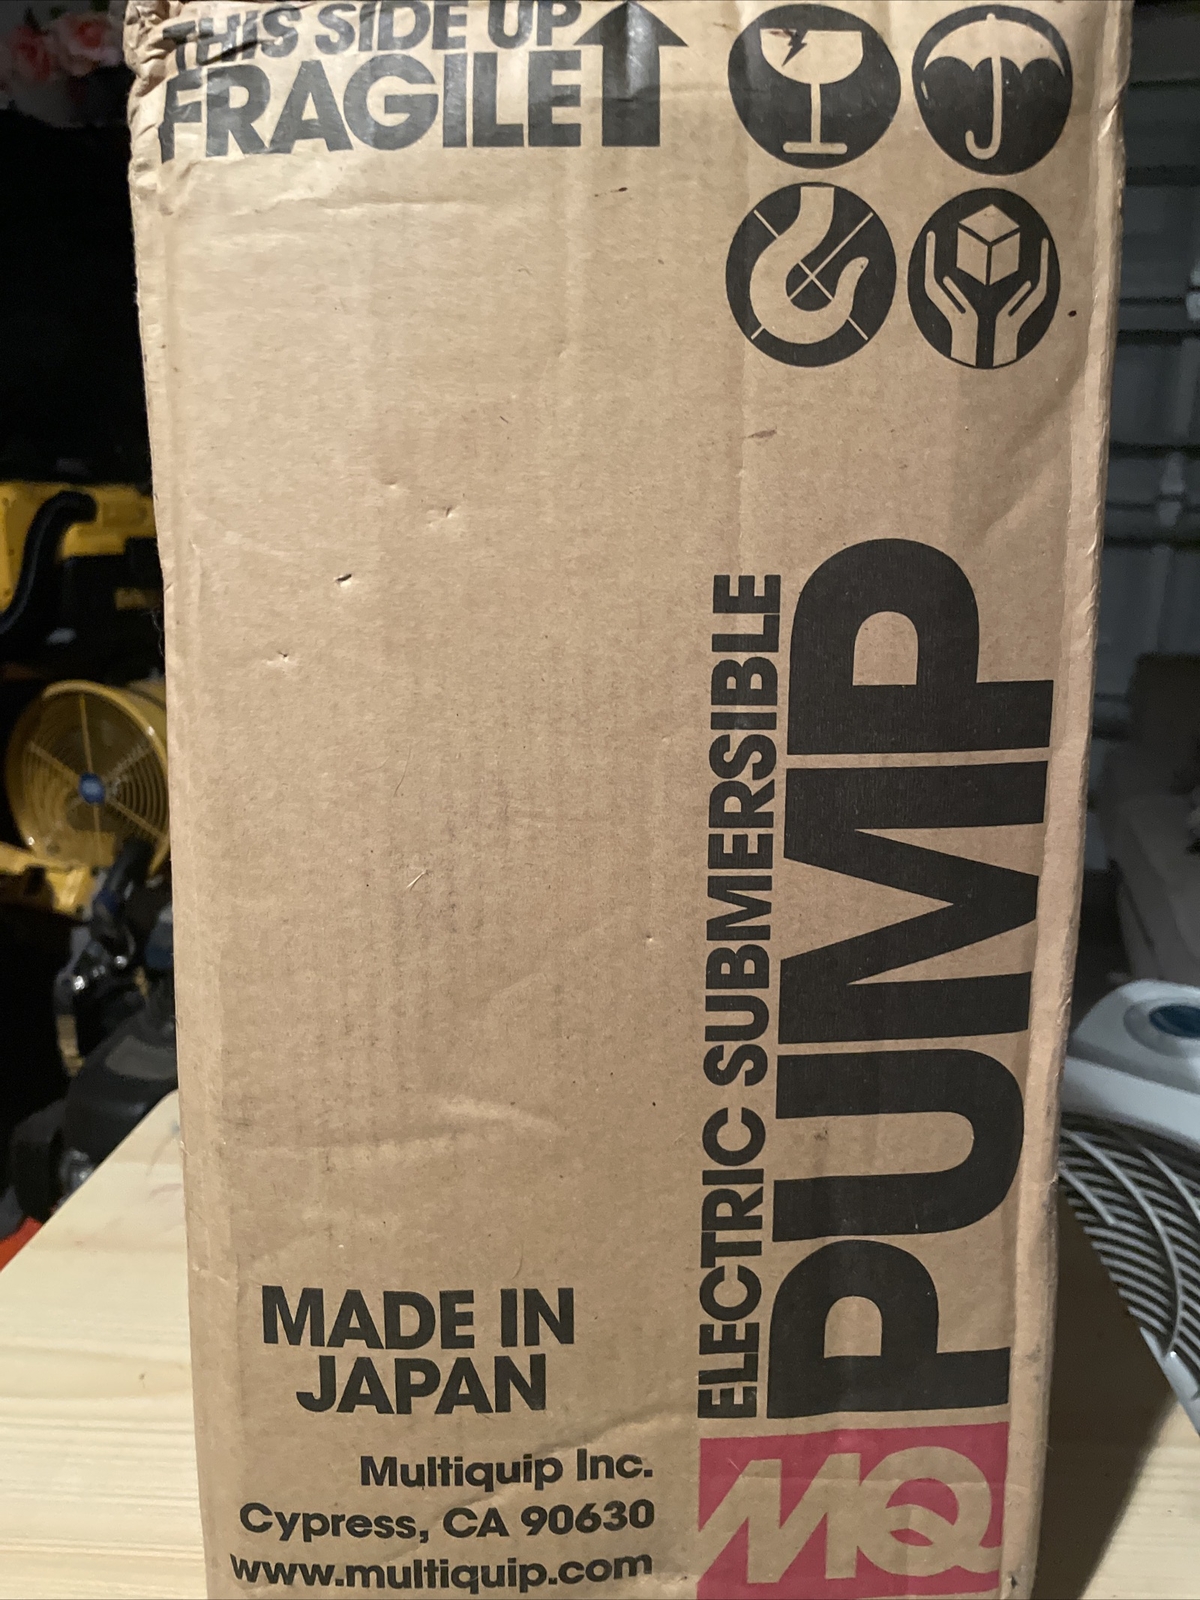 THIS SIDE UP
FRAGILE
ELECTRIC SUBMERSIBLE
PUMP
MADE IN
JAPAN
Multiquip Inc.
Cypress, CA 90630
www.multiquip.com
MQ